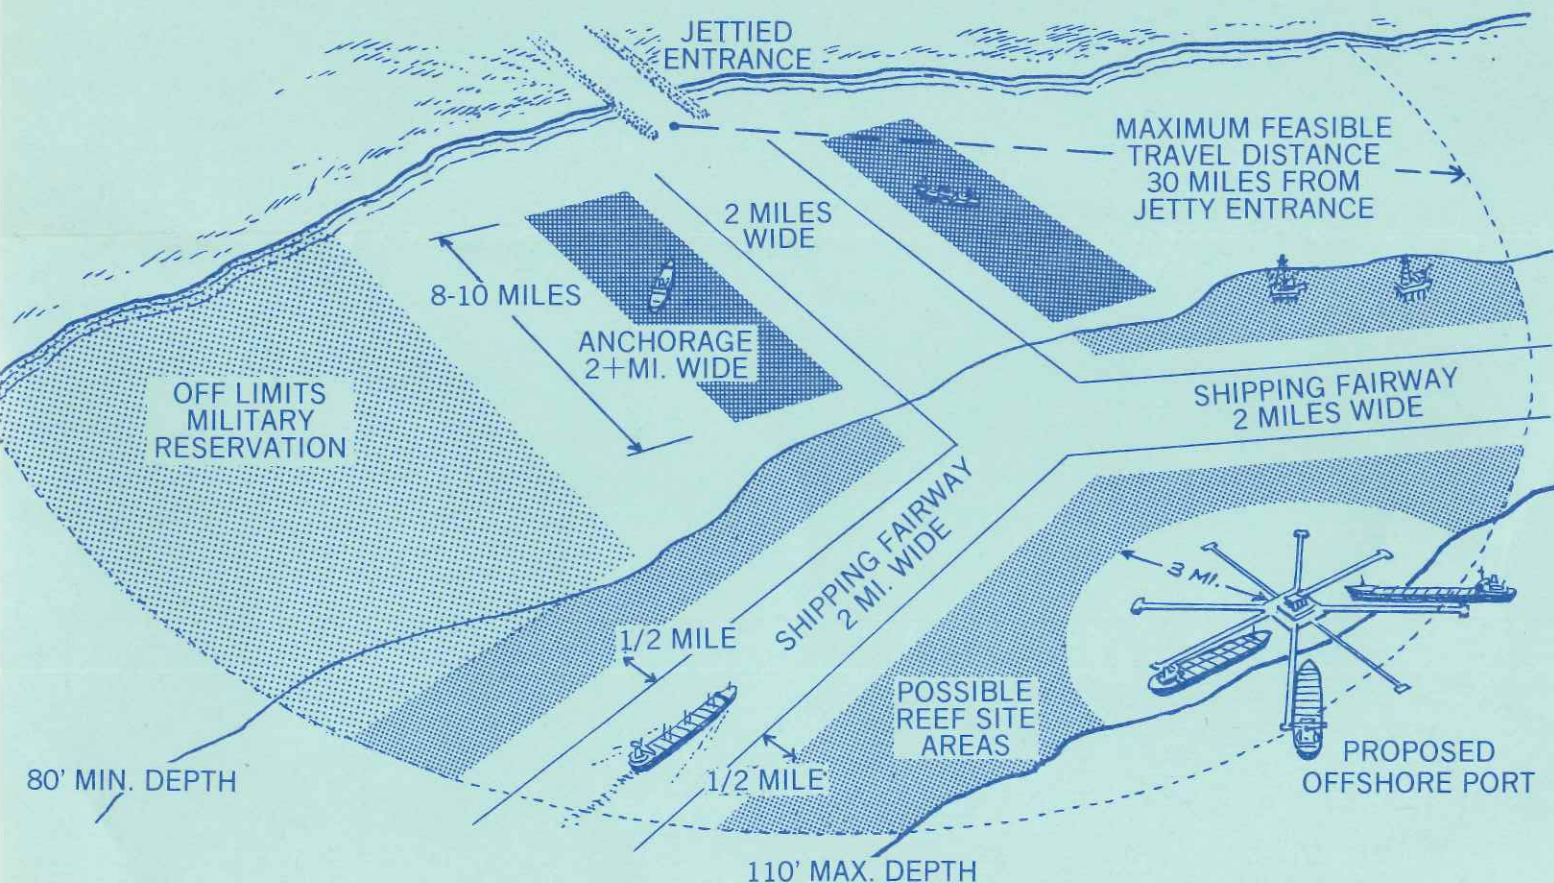 JETTIED
ENTRANCE
MAXIMUM FEASIBLE
TRAVEL DISTANCE
30 MILES FROM
JETTY ENTRANCE
2 MILES
WIDE
8-10 MILES
ANCHORAGE
2+MI. WIDE
OFF LIMITS
MILITARY
RESERVATION
SHIPPING FAIRWAY
2 MILES WIDE
SHIPPING FAIRWAY
2 MI. WIDE
3 MI.
1/2 MILE
POSSIBLE
REEF SITE
AREAS
1/2 MILE
PROPOSED
OFFSHORE PORT
80' MIN. DEPTH
110' MAX. DEPTH